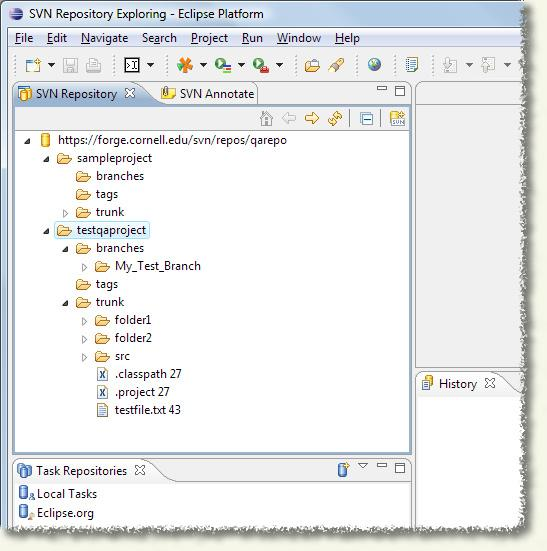 SVN Repository Exploring - Eclipse Platform
File Edit Navigate Search Project Run Window Help
SVN Repository SVN Annotate
SVN
https://forge.cornell.edu/svn/repos/qarepo
sampleproject
branches
tags
trunk
testqaproject
branches
My_Test_Branch
tags
trunk
folder1
folder2
src
.classpath 27
.project 27
testfile.txt 43
History
Task Repositories
Local Tasks
Eclipse.org